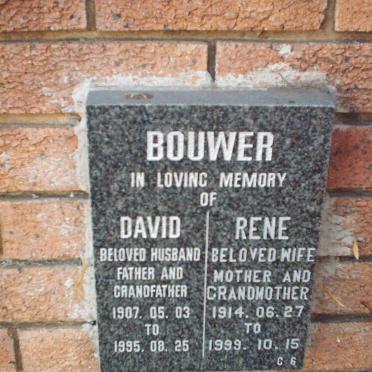 BOUWER
IN LOVING MEMORY
OF
DAVID
BELOVED HUSBAND
FATHER AND
GRANDFATHER
1907. 05. 03
TO
1995. 08. 25
RENE
BELOVED WIFE
MOTHER AND
GRANDMOTHER
1914. 06. 27
TO
1999. 10. 15
C 6